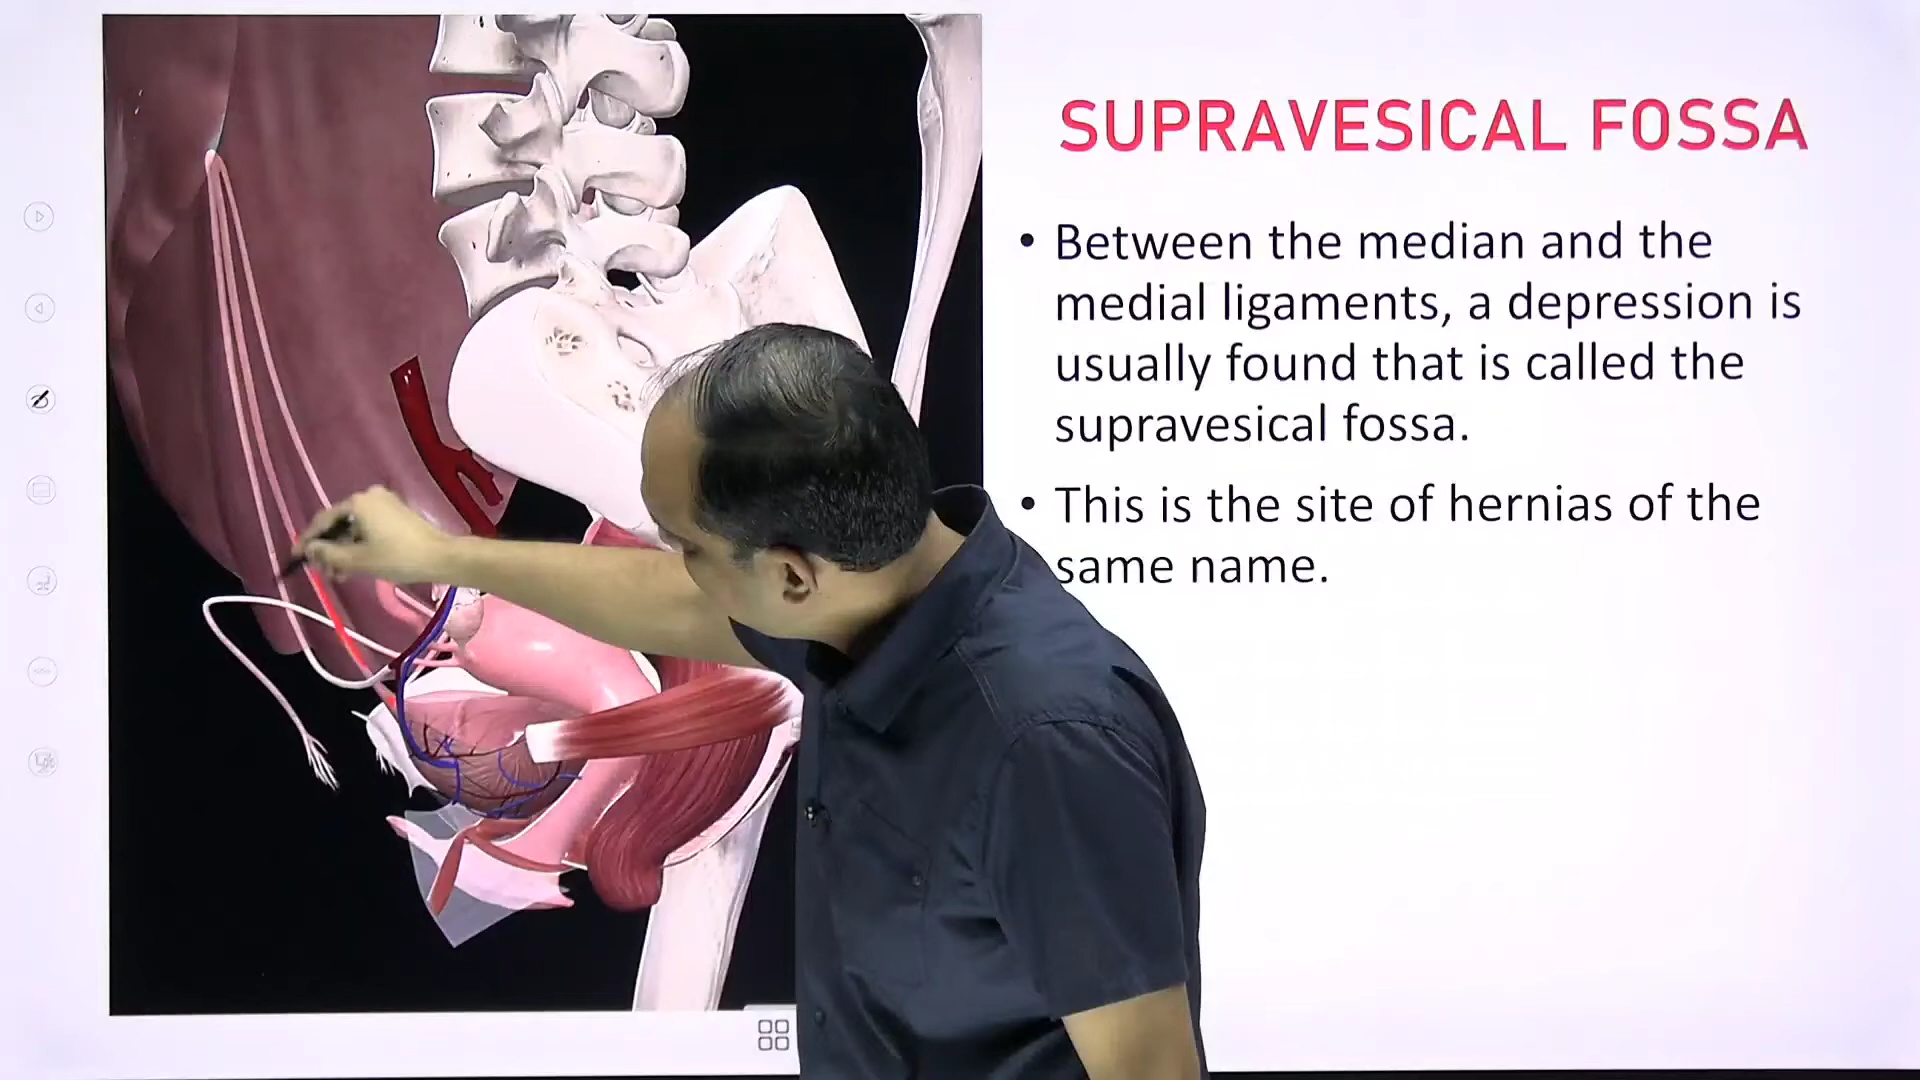 SUPRAVESICAL FOSSA
• Between the median and the
medial ligaments, a depression is
usually found that is called the
supravesical fossa.
• This is the site of hernias of the
same name.